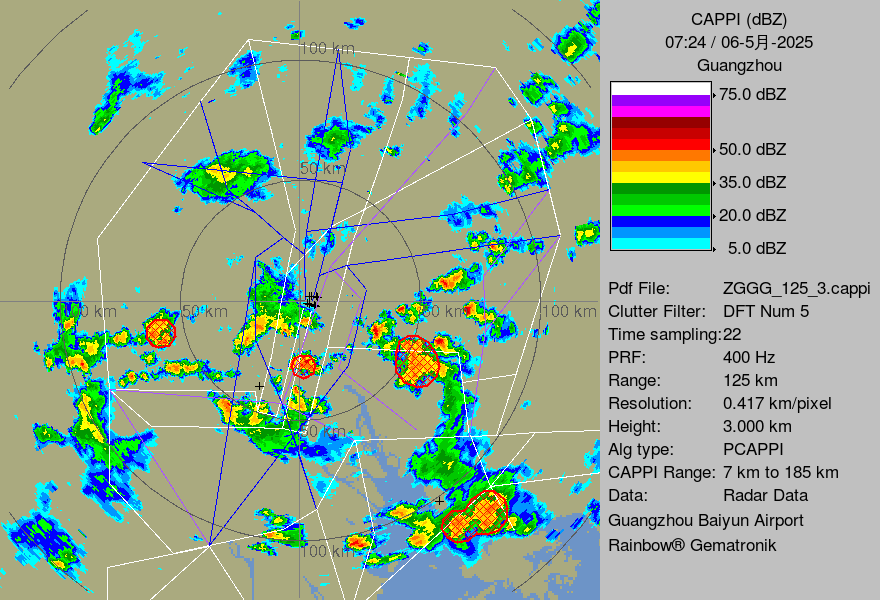 CAPPI (dBZ)
07:24 / 06-5月-2025
Guangzhou
75.0 dBZ
50.0 dBZ
35.0 dBZ
20.0 dBZ
5.0 dBZ
Pdf File: ZGGG_125_3.cappi
Clutter Filter: DFT Num 5
Time sampling:22
PRF: 400 Hz
Range: 125 km
Resolution: 0.417 km/pixel
Height: 3.000 km
Alg type: PCAPPI
CAPPI Range: 7 km to 185 km
Data: Radar Data
Guangzhou Baiyun Airport
Rainbow® Gematronik
100 km
50 km
100 km
50 km
50 km
100 km
50 km
100 km